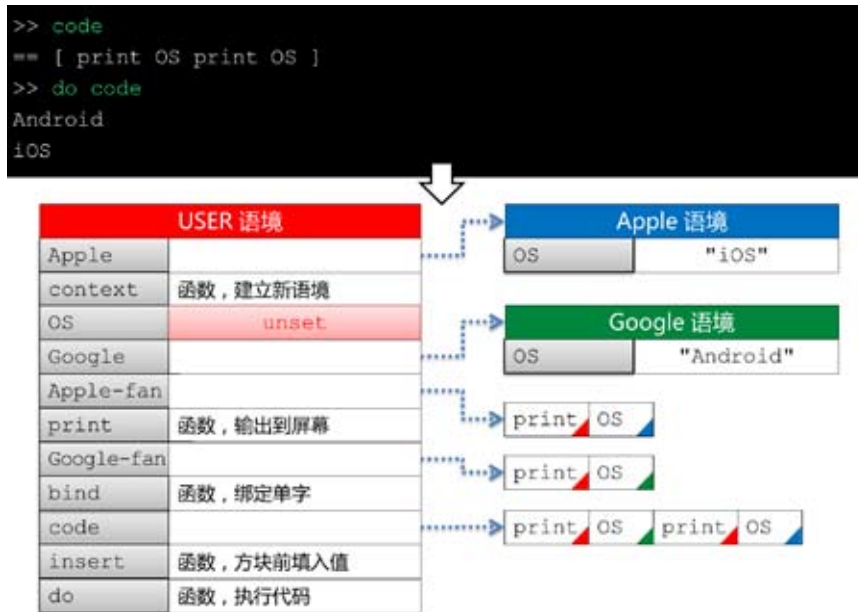 >> code
== [ print OS print OS ]
>> do code
Android
iOS
USER 语境
Apple
context 函数，建立新语境
OS unset
Google
Apple-fan
print 函数，输出到屏幕
Google-fan
bind 函数，绑定单字
code
insert 函数，方块前填入值
do 函数，执行代码
Apple 语境
OS "iOS"
Google 语境
OS "Android"
print OS
print OS
print OS print OS